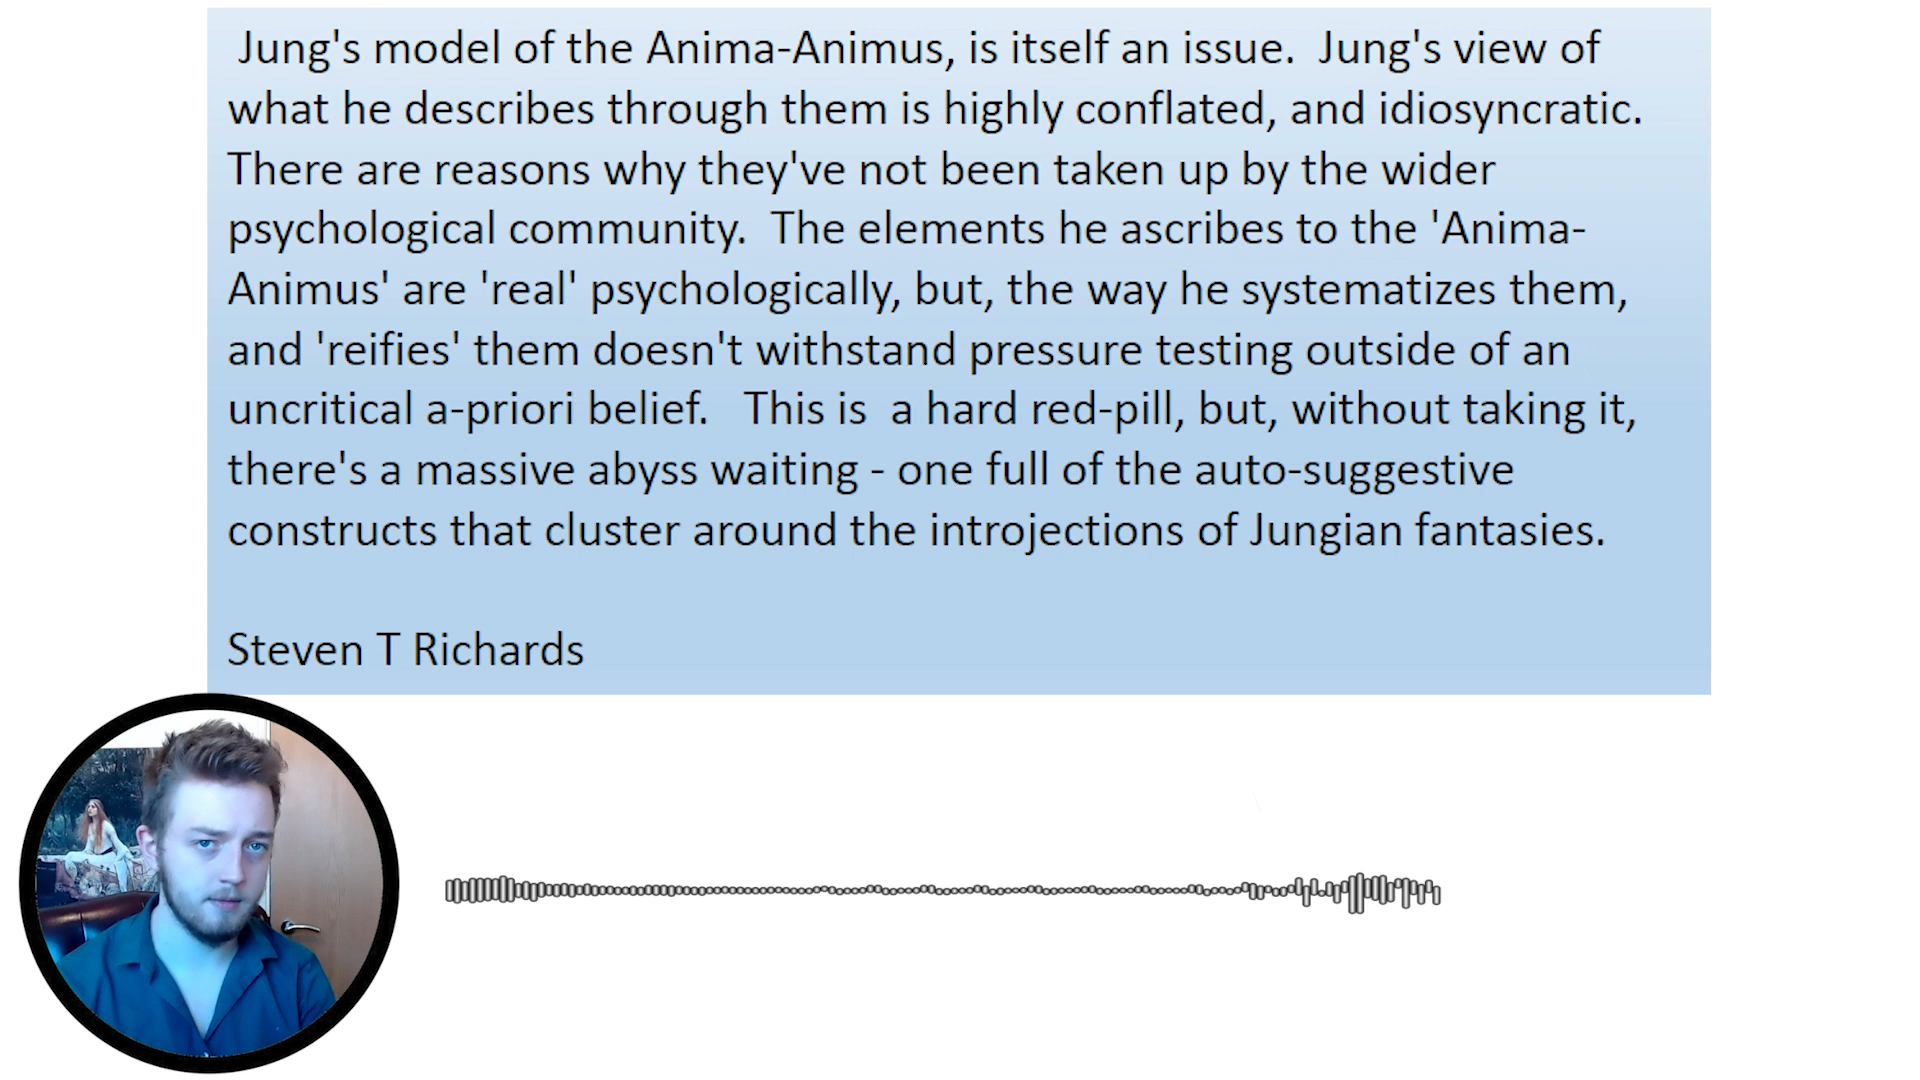 Jung's model of the Anima-Animus, is itself an issue.  Jung's view of
what he describes through them is highly conflated, and idiosyncratic.
There are reasons why they've not been taken up by the wider
psychological community.  The elements he ascribes to the 'Anima-
Animus' are 'real' psychologically, but, the way he systematizes them,
and 'reifies' them doesn't withstand pressure testing outside of an
uncritical a-priori belief.   This is  a hard red-pill, but, without taking it,
there's a massive abyss waiting - one full of the auto-suggestive
constructs that cluster around the introjections of Jungian fantasies.
Steven T Richards